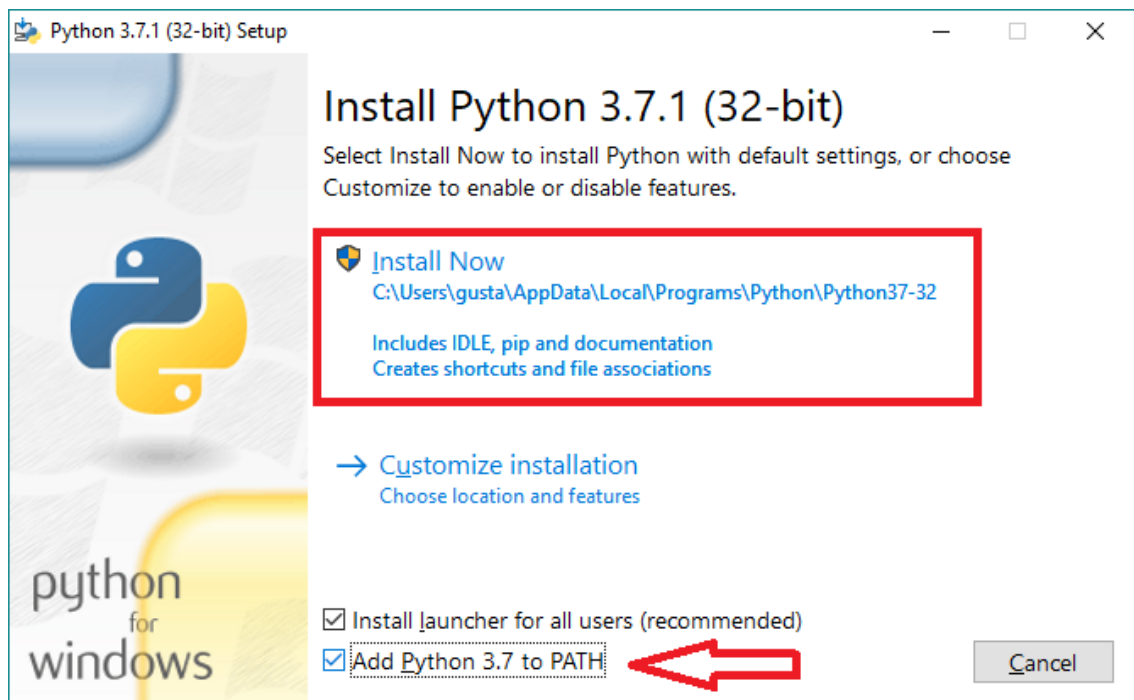 Python 3.7.1 (32-bit) Setup
Install Python 3.7.1 (32-bit)
Select Install Now to install Python with default settings, or choose
Customize to enable or disable features.
Install Now
C:\Users\gusta\AppData\Local\Programs\Python\Python37-32
Includes IDLE, pip and documentation
Creates shortcuts and file associations
Customize installation
Choose location and features
python
for
windows
Install launcher for all users (recommended)
Add Python 3.7 to PATH
Cancel